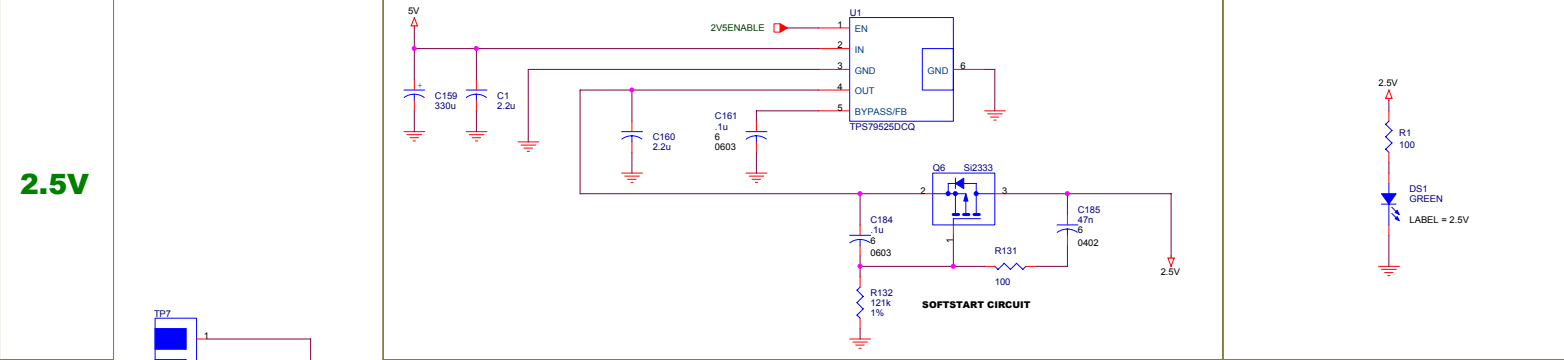 2.5V
TP7
1
5V
C159
330u
+
C1
2.2u
2V5ENABLE
U1
1 EN
2 IN
3 GND
4 OUT
5 BYPASS/FB
GND 6
TPS79525DCQ
C160
2.2u
C161
.1u
6
0603
Q6 Si2333
2
3
1
C184
.1u
6
0603
C185
47n
6
0402
R131
100
2.5V
R132
121k
1%
SOFTSTART CIRCUIT
2.5V
R1
100
DS1
GREEN
LABEL = 2.5V